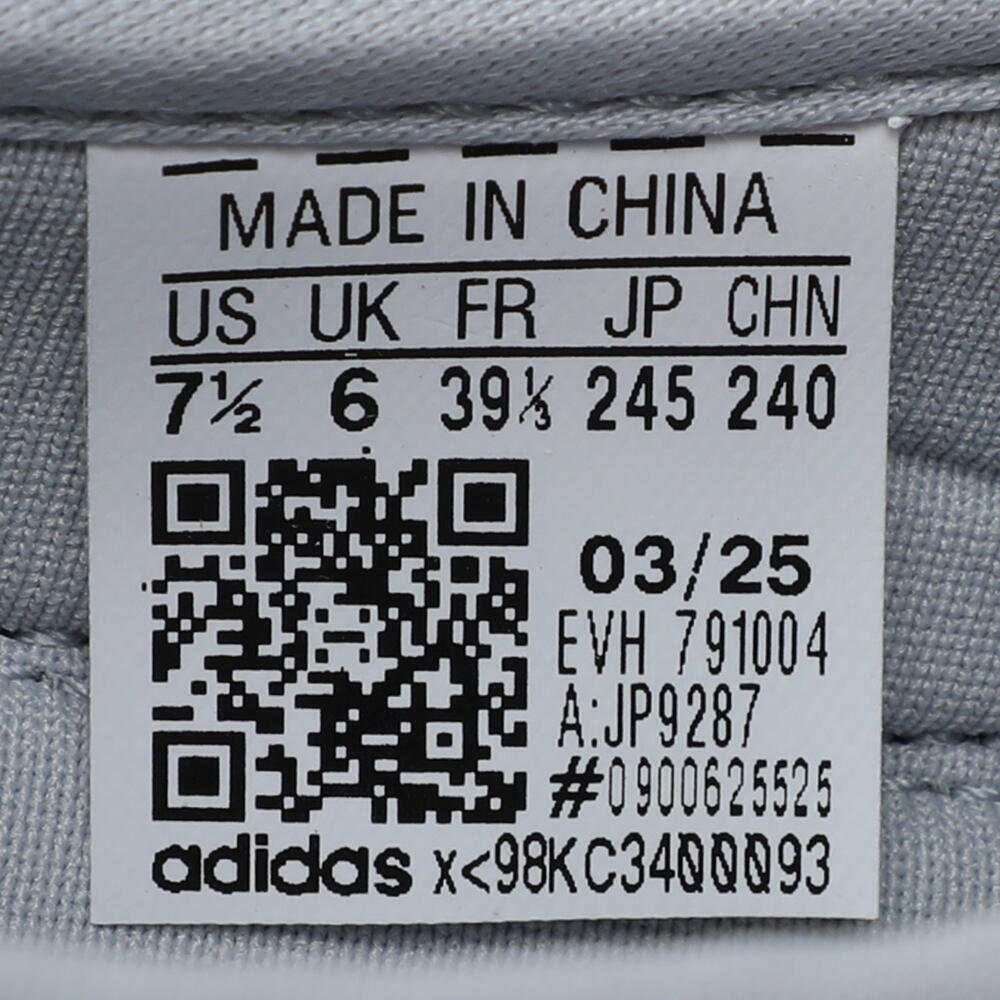 MADE IN CHINA
US UK FR JP CHN
7½ 6 39⅓ 245 240
03/25
EVH 791004
A:JP9287
#0900625525
adidas x<98KC3400093